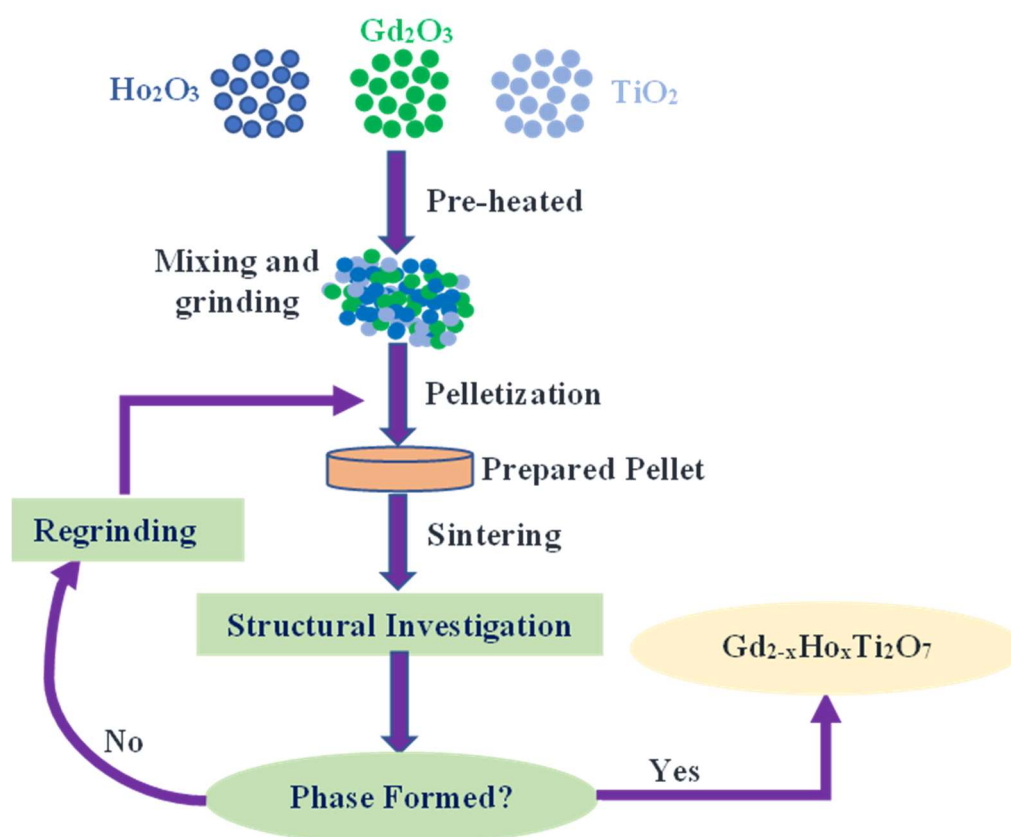 Gd₂O₃
Ho₂O₃
TiO₂
Pre-heated
Mixing and
grinding
Pelletization
Prepared Pellet
Regrinding
Sintering
Structural Investigation
Gd₂₋ₓHoₓTi₂O₇
No
Yes
Phase Formed?